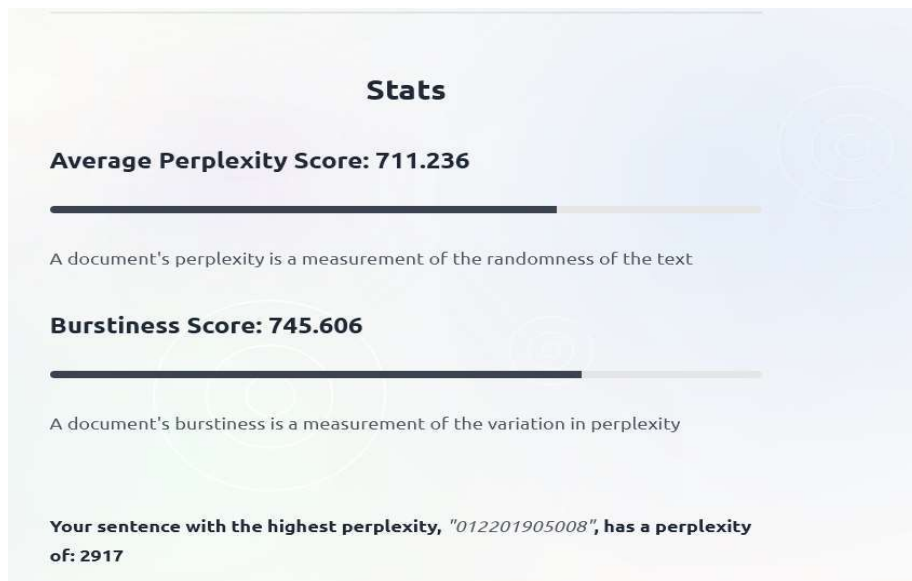 Stats
Average Perplexity Score: 711.236
A document's perplexity is a measurement of the randomness of the text
Burstiness Score: 745.606
A document's burstiness is a measurement of the variation in perplexity
Your sentence with the highest perplexity, "012201905008", has a perplexity
of: 2917